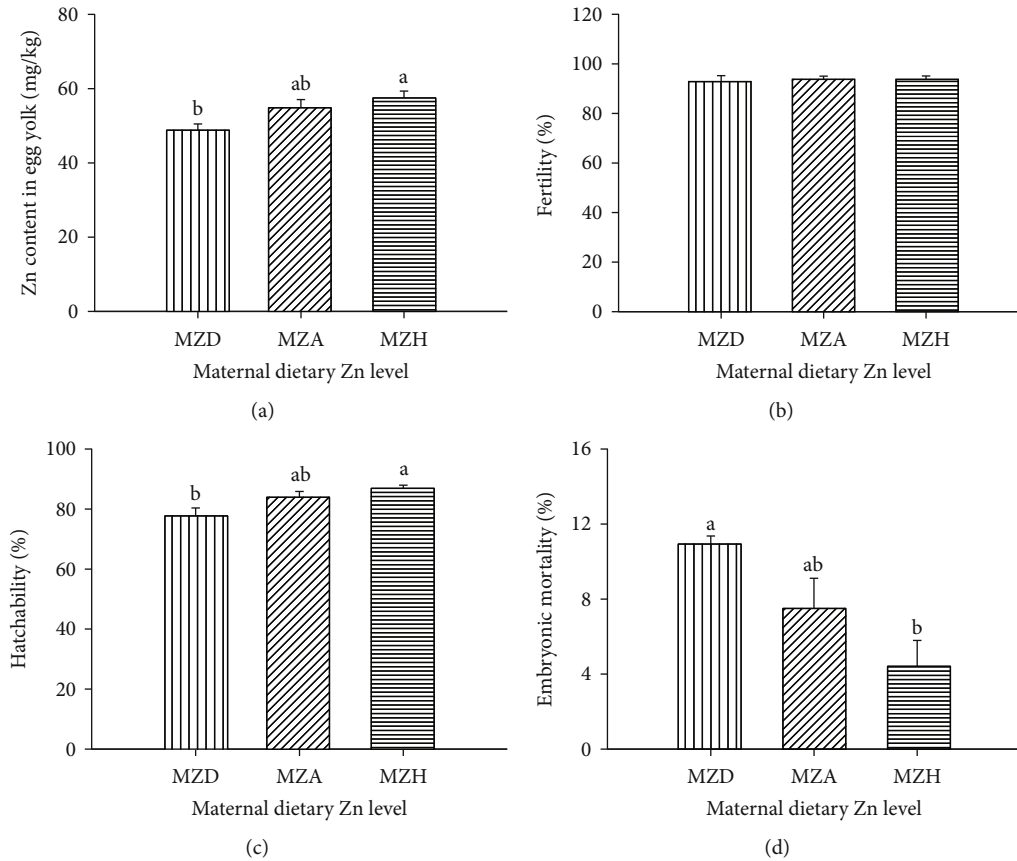 Zn content in egg yolk (mg/kg)
80
60
40
20
0
b
ab
a
MZD MZA MZH
Maternal dietary Zn level
(a)
Fertility (%)
120
100
80
60
40
20
0
MZD MZA MZH
Maternal dietary Zn level
(b)
Hatchability (%)
100
80
60
40
20
0
b
ab
a
MZD MZA MZH
Maternal dietary Zn level
(c)
Embryonic mortality (%)
16
12
8
4
0
a
ab
b
MZD MZA MZH
Maternal dietary Zn level
(d)